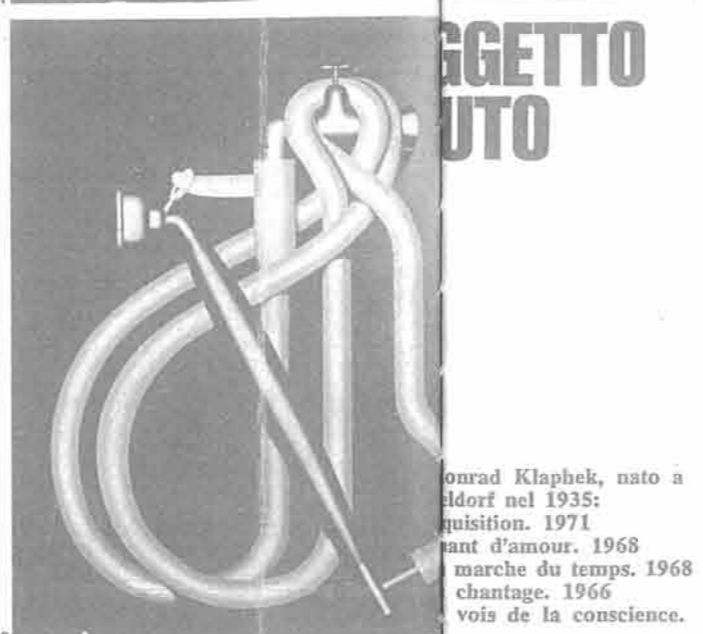 GGETTO
UTO
onrad Klaphek, nato a
ldorf nel 1935:
quisition. 1971
ant d'amour. 1968
marche du temps. 1968
chantage. 1966
vois de la conscience.